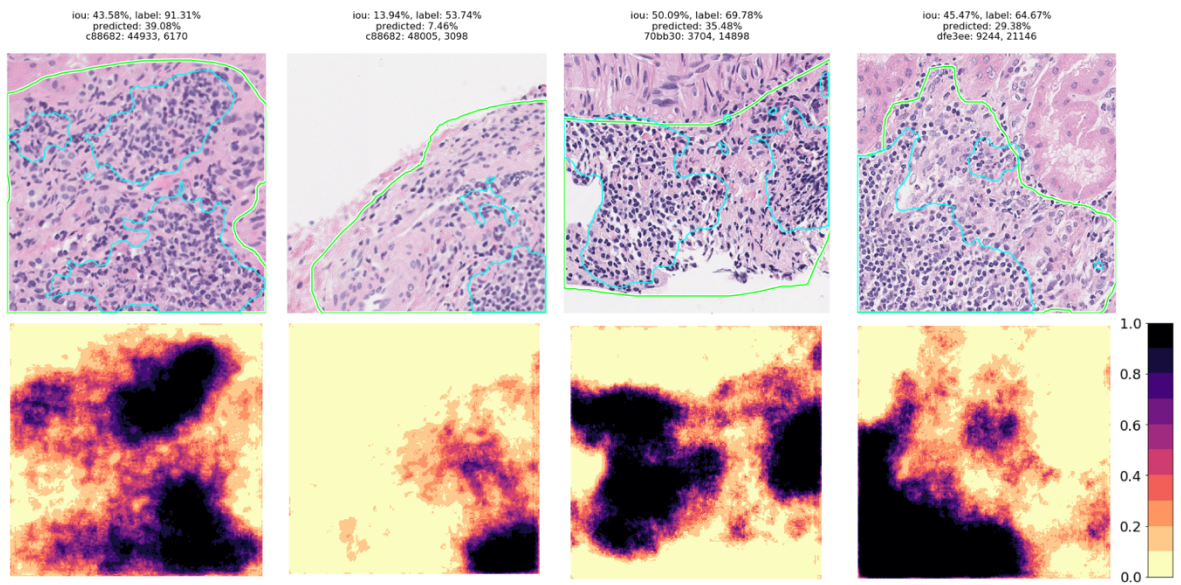 iou: 43.58%, label: 91.31%
predicted: 39.08%
c88682: 44933, 6170
iou: 13.94%, label: 53.74%
predicted: 7.46%
c88682: 48005, 3098
iou: 50.09%, label: 69.78%
predicted: 35.48%
70bb30: 3704, 14898
iou: 45.47%, label: 64.67%
predicted: 29.38%
dfe3ee: 9244, 21146
1.0
0.8
0.6
0.4
0.2
0.0